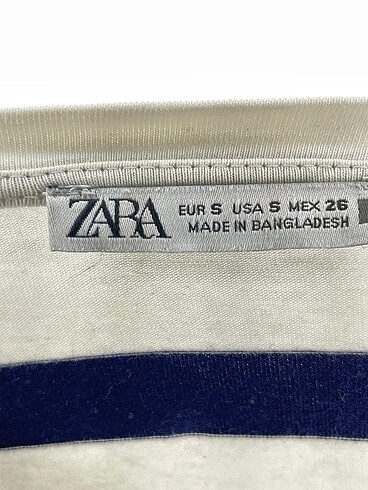 ZARA
EUR S USA S MEX 26
MADE IN BANGLADESH